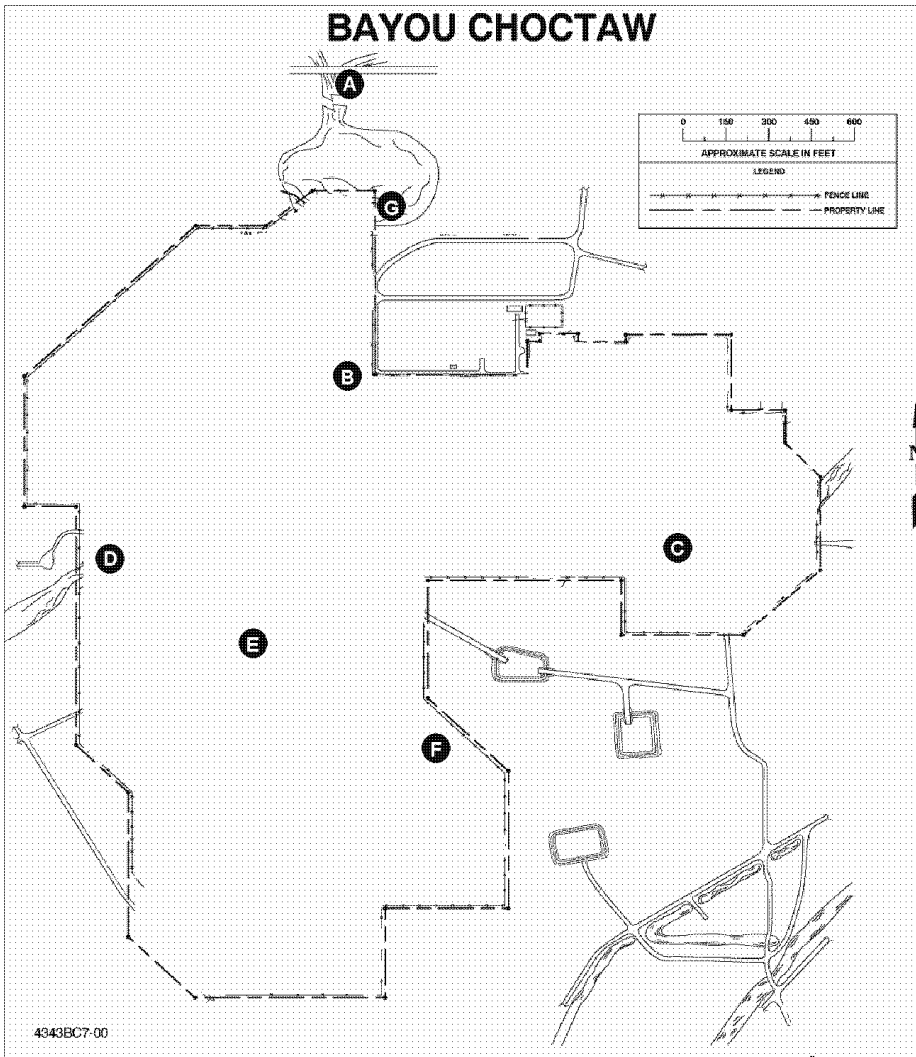 BAYOU CHOCTAW
A
0 150 300 450 600
APPROXIMATE SCALE IN FEET
LEGEND
FENCE LINE
PROPERTY LINE
G
B
N
C
D
E
F
4343BC7-00